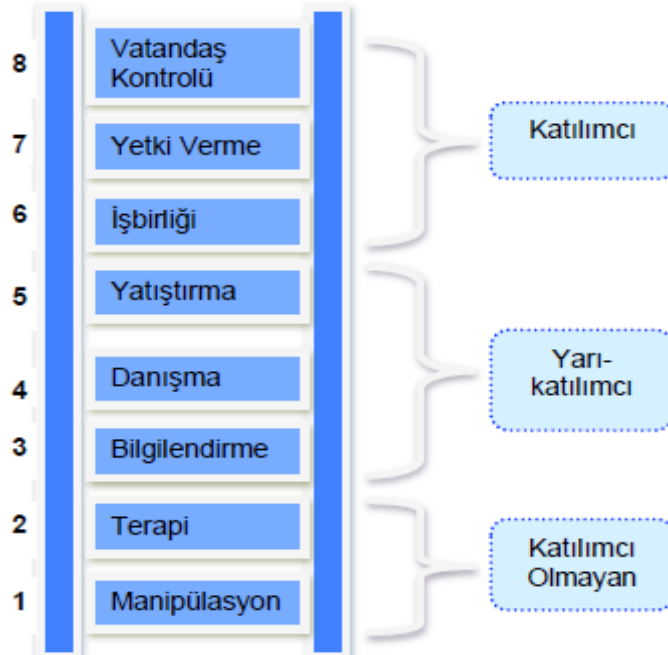 8
Vatandaş
Kontrolü
7
Yetki Verme
Katılımcı
6
İşbirliği
5
Yatıştırma
4
Danışma
Yarı-
katılımcı
3
Bilgilendirme
2
Terapi
1
Manipülasyon
Katılımcı
Olmayan